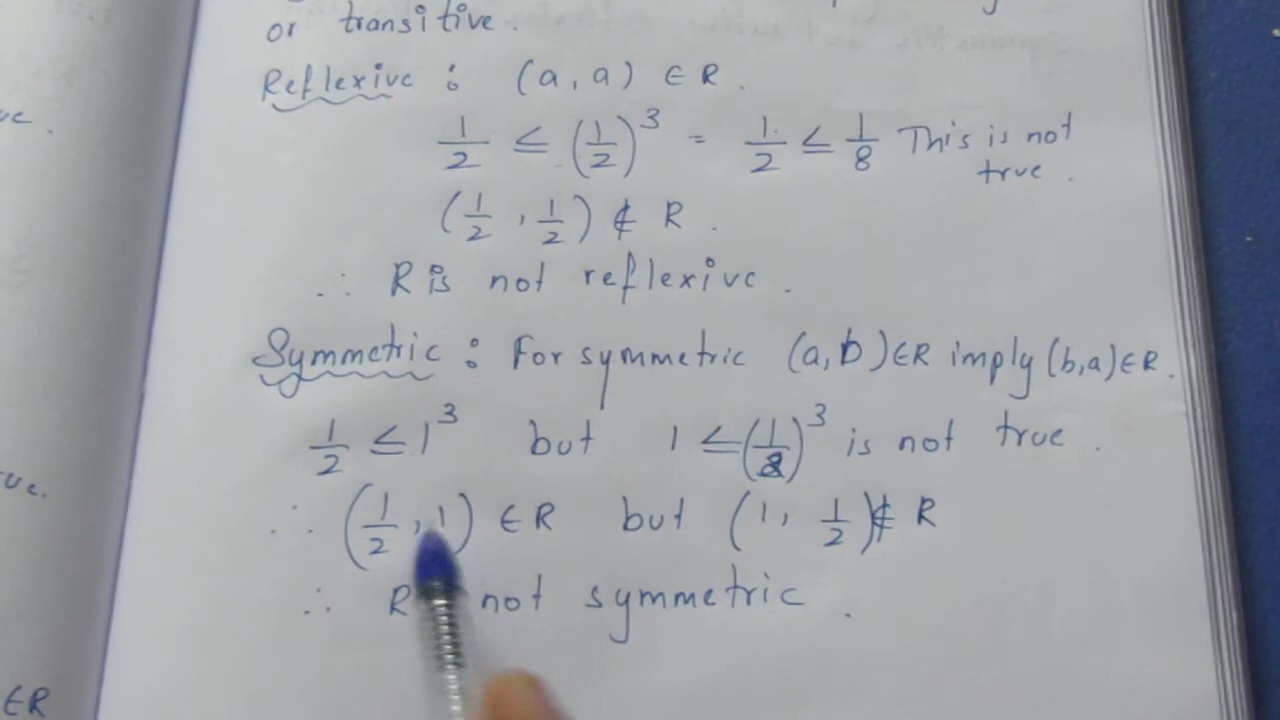 or transitive.
Reflexive : (a, a) ∈ R.
1/2 ≤ (1/2)^3 = 1/2 ≤ 1/8 This is not
true.
(1/2, 1/2) ∉ R.
∴ R is not reflexive.
Symmetric : For symmetric (a, b) ∈ R imply (b, a) ∈ R.
1/2 ≤ 1^3 but 1 ≤ (1/2)^3 is not true.
∴ (1/2, 1) ∈ R but (1, 1/2) ∉ R
∴ R not symmetric.
∈R